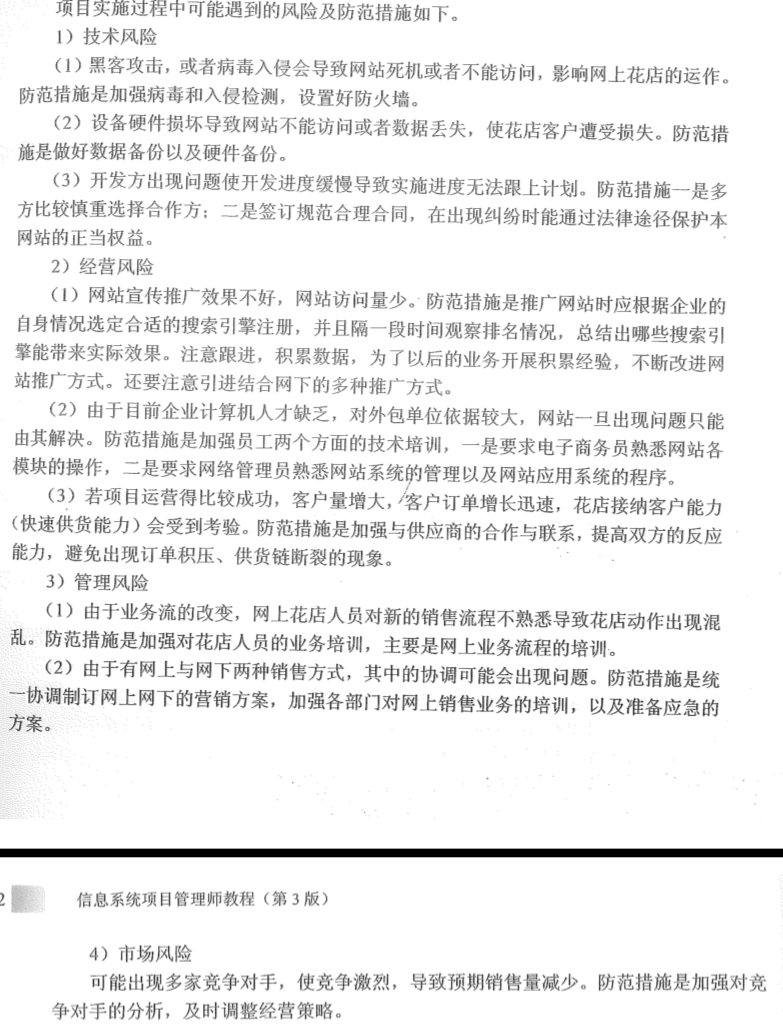 项目实施过程中可能遇到的风险及防范措施如下。
1）技术风险
（1）黑客攻击，或者病毒入侵会导致网站死机或者不能访问，影响网上花店的运作。
防范措施是加强病毒和入侵检测，设置好防火墙。
（2）设备硬件损坏导致网站不能访问或者数据丢失，使花店客户遭受损失。防范措
施是做好数据备份以及硬件备份。
（3）开发方出现问题使开发进度缓慢导致实施进度无法跟上计划。防范措施一是多
方比较慎重选择合作方；二是签订规范合理合同，在出现纠纷时能通过法律途径保护本
网站的正当权益。
2）经营风险
（1）网站宣传推广效果不好，网站访问量少。防范措施是推广网站时应根据企业的
自身情况选定合适的搜索引擎注册，并且隔一段时间观察排名情况，总结出哪些搜索引
擎能带来实际效果。注意跟进，积累数据，为了以后的业务开展积累经验，不断改进网
站推广方式。还要注意引进结合网下的多种推广方式。
（2）由于目前企业计算机人才缺乏，对外包单位依据较大，网站一旦出现问题只能
由其解决。防范措施是加强员工两个方面的技术培训，一是要求电子商务员熟悉网站各
模块的操作，二是要求网络管理员熟悉网站系统的管理以及网站应用系统的程序。
（3）若项目运营得比较成功，客户量增大，客户订单增长迅速，花店接纳客户能力
（快速供货能力）会受到考验。防范措施是加强与供应商的合作与联系，提高双方的反应
能力，避免出现订单积压、供货链断裂的现象。
3）管理风险
（1）由于业务流的改变，网上花店人员对新的销售流程不熟悉导致花店动作出现混
乱。防范措施是加强对花店人员的业务培训，主要是网上业务流程的培训。
（2）由于有网上与网下两种销售方式，其中的协调可能会出现问题。防范措施是统
一协调制订网上网下的营销方案，加强各部门对网上销售业务的培训，以及准备应急的
方案。
2 信息系统项目管理师教程（第 3 版）
4）市场风险
可能出现多家竞争对手，使竞争激烈，导致预期销售量减少。防范措施是加强对竞
争对手的分析，及时调整经营策略。